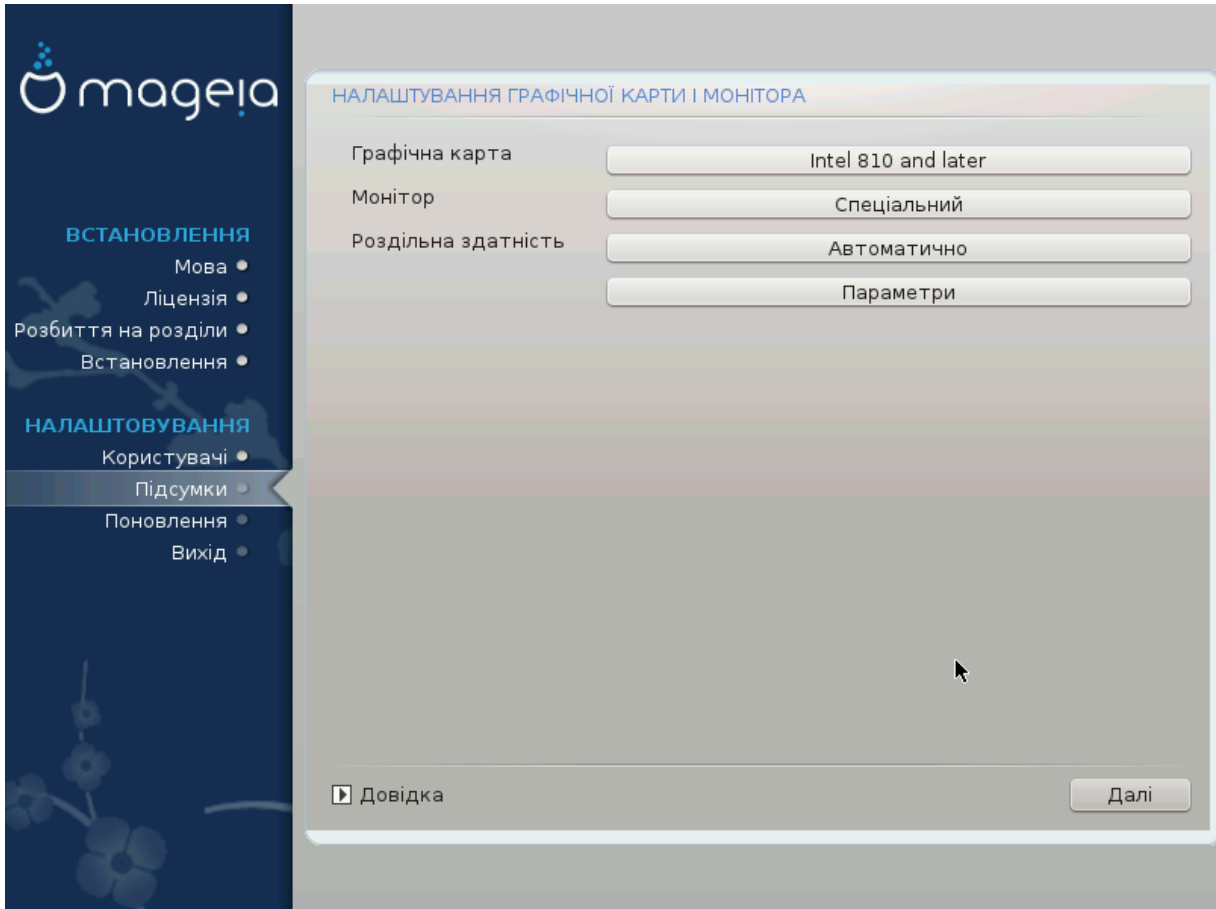 mageia
ВСТАНОВЛЕННЯ
Мова
Ліцензія
Розбиття на розділи
Встановлення
НАЛАШТОВУВАННЯ
Користувачі
Підсумки
Поновлення
Вихід
НАЛАШТУВАННЯ ГРАФІЧНОЇ КАРТИ І МОНІТОРА
Графічна карта Intel 810 and later
Монітор Спеціальний
Роздільна здатність Автоматично
Параметри
Довідка Далі